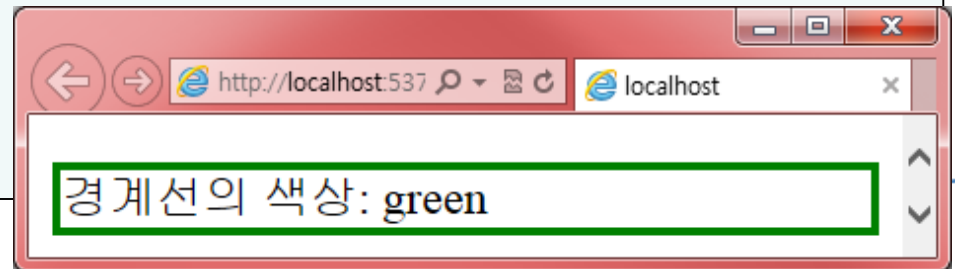 http://localhost:537
localhost
경계선의 색상: green